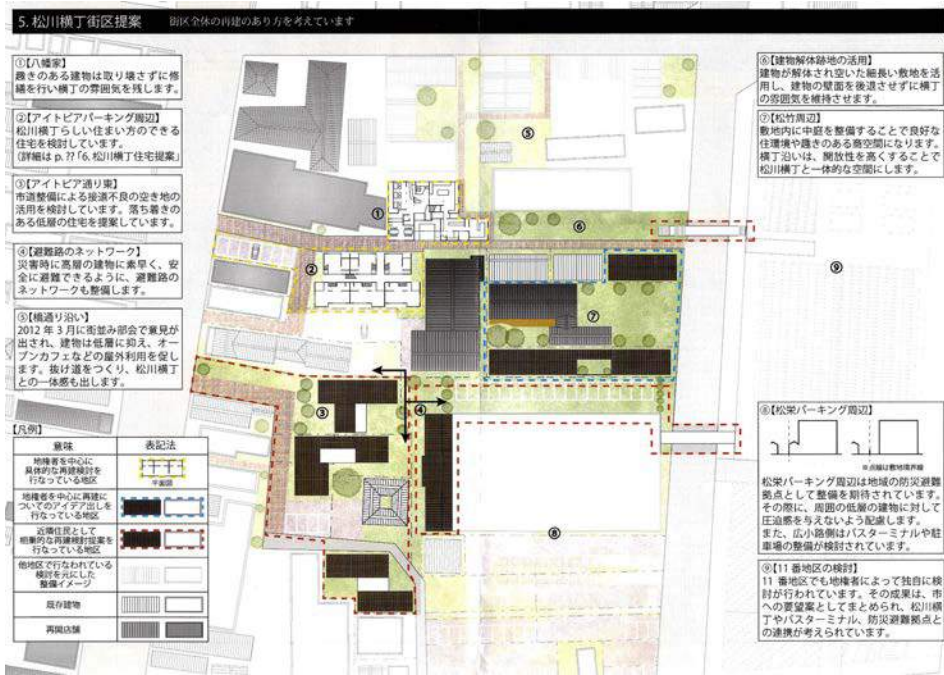 5. 松川横丁街区提案 街区全体の再建のあり方を考えています
①【八幡家】
趣きのある建物は取り壊さずに修
繕を行い横丁の雰囲気を残します。
②【アイトピアパーキング周辺】
松川横丁らしい住まい方のできる
住宅を検討しています。
(詳細は p.??「6. 松川横丁住宅提案」
③【アイトピア通り東】
市道整備による接道不良の空き地の
活用を検討しています。落ち着きの
ある低層の住宅を提案しています。
④【避難路のネットワーク】
災害時に高層の建物に素早く、安
全に避難できるように、避難路の
ネットワークも整備します。
⑤【橋通り沿い】
2012 年 3 月に街並み部会で意見が
出され、建物は低層に抑え、オー
プンカフェなどの屋外利用を促し
ます。抜け道をつくり、松川横丁
との一体感も出します。
【凡例】
意味 表記法
地権者を中心に
具体的な再建検討を
行なっている地区
平面図
地権者を中心に再建に
ついてのアイデア出しを
行なっている地区
近隣住民として
相乗的な再建検討提案を
行なっている地区
他地区で行なわれている
検討を元にした
整備イメージ
既存建物
再開店舗
①
②
③
④
⑤
⑥
⑦
⑧
⑨
⑥【建物解体跡地の活用】
建物が解体され空いた細長い敷地を活
用し、建物の壁面を後退させずに横丁
の雰囲気を維持させます。
⑦【松竹周辺】
敷地内に中庭を整備することで良好な
住環境や趣きのある商空間になります。
横丁沿いは、開放性を高くすることで
松川横丁と一体的な空間にします。
⑧【松栄パーキング周辺】
※点線は敷地境界線
松栄パーキング周辺は地域の防災避難
拠点として整備を期待されています。
その際に、周囲の低層の建物に対して
圧迫感を与えないよう配慮します。
また、広小路側はバスターミナルや駐
車場の整備が検討されています。
⑨【11 番地区の検討】
11 番地区でも地権者によって独自に検
討が行われています。その成果は、市
への要望案としてまとめられ、松川横
丁やバスターミナル、防災避難拠点と
の連携が考えられています。